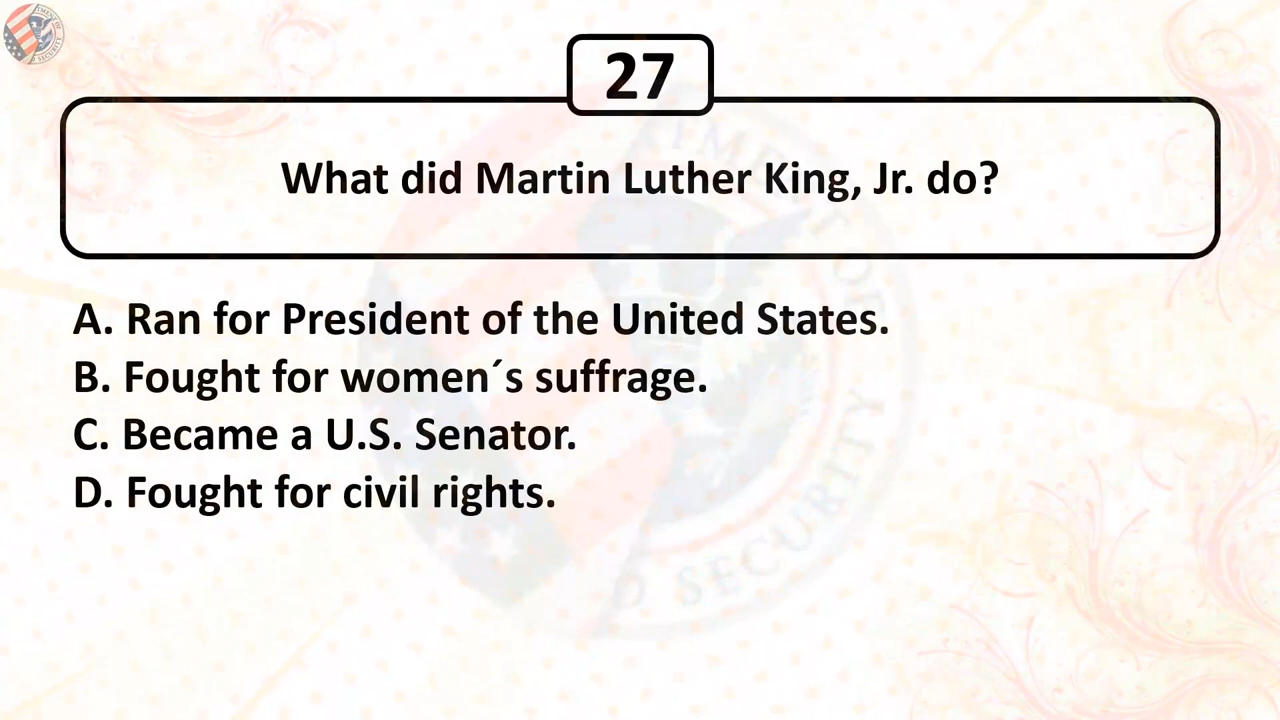 27
What did Martin Luther King, Jr. do?
A. Ran for President of the United States.
B. Fought for women´s suffrage.
C. Became a U.S. Senator.
D. Fought for civil rights.
SECURITY